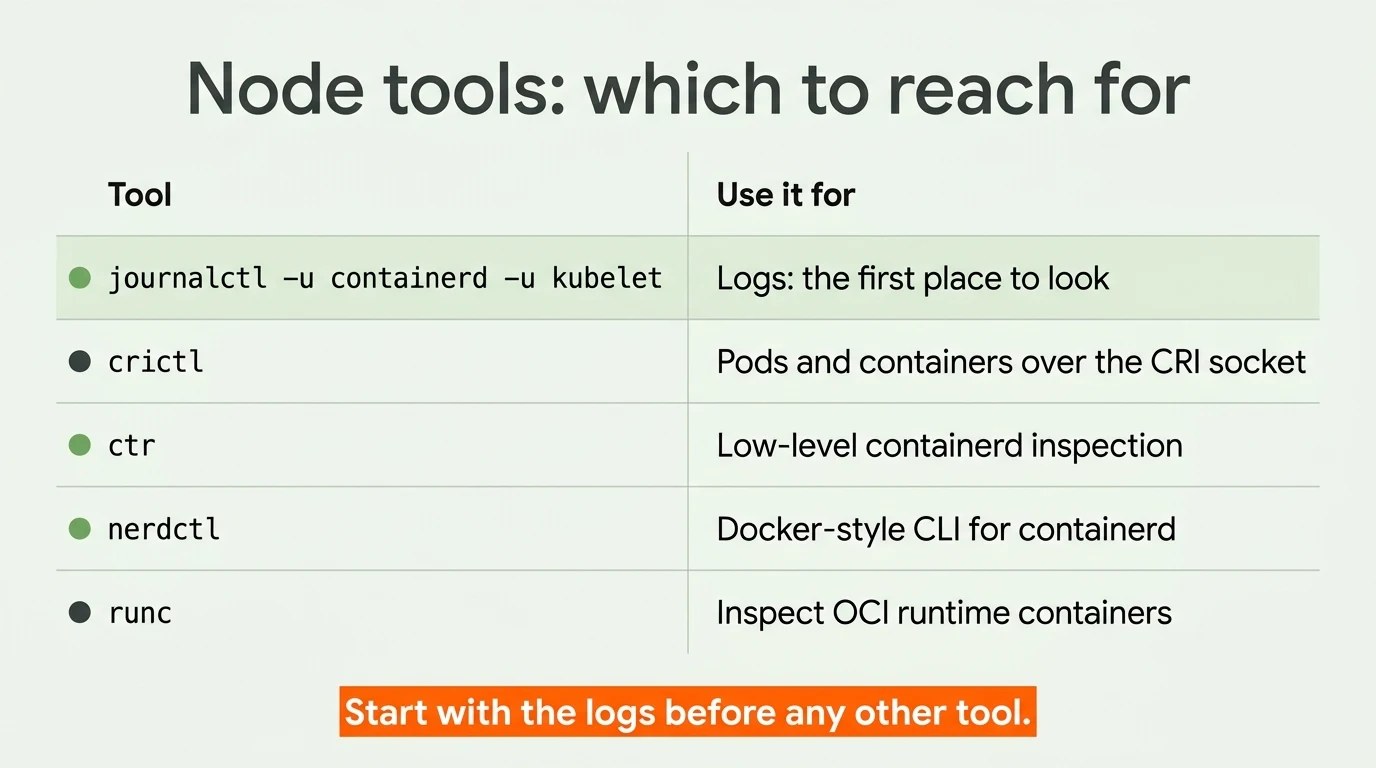 Node tools: which to reach for
Tool
Use it for
journalctl –u containerd –u kubelet
Logs: the first place to look
crictl
Pods and containers over the CRI socket
ctr
Low-level containerd inspection
nerdctl
Docker-style CLI for containerd
runc
Inspect OCI runtime containers
Start with the logs before any other tool.